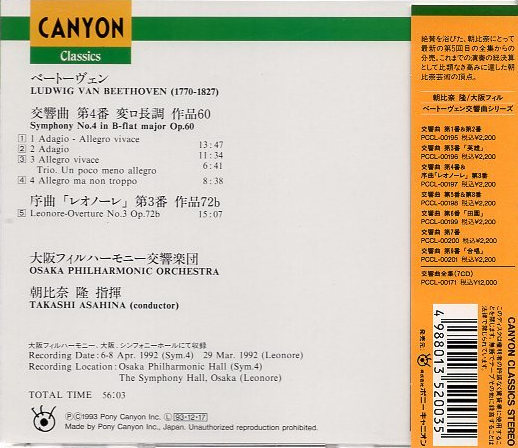 CANYON
Classics
ベートーヴェン
LUDWIG VAN BEETHOVEN (1770-1827)
交響曲 第4番 変ロ長調 作品60
Symphony No.4 in B-flat major Op.60
1 1 Adagio - Allegro vivace 13:47
2 2 Adagio 11:34
3 3 Allegro vivace 6:41
Trio. Un poco meno allegro
4 4 Allegro ma non troppo 8:38
序曲「レオノーレ」第3番 作品72b
5 Leonore-Overture No.3 Op.72b 15:07
大阪フィルハーモニー交響楽団
OSAKA PHILHARMONIC ORCHESTRA
朝比奈 隆 指揮
TAKASHI ASAHINA (conductor)
大阪フィルハーモニー、大阪、シンフォニーホールにて収録
Recording Date: 6-8 Apr. 1992 (Sym.4) 29 Mar. 1992 (Leonore)
Recording Location: Osaka Philharmonic Hall (Sym.4)
The Symphony Hall, Osaka (Leonore)
TOTAL TIME 56:03
Ⓟ©1993 Pony Canyon Inc. Ⓛ 93·12·17
Mfd. by Pony Canyon Inc., Japan. Unauthorized reproduction prohibited.
絶賛を浴びた、朝比奈にとって
最新の第5回目の全集から
の分売。これまでの演奏の総決算
として比類なき高みに達した朝
比奈芸術の頂点。
朝比奈 隆/大阪フィル
ベートーヴェン交響曲シリーズ
交響曲 第1番&第2番
PCCL-00195 税込¥2,200
交響曲 第3番「英雄」
PCCL-00196 税込¥2,200
交響曲 第4番&
序曲「レオノーレ」第3番
PCCL-00197 税込¥2,200
交響曲 第5番&第8番
PCCL-00198 税込¥2,200
交響曲 第6番「田園」
PCCL-00199 税込¥2,200
交響曲 第7番
PCCL-00200 税込¥2,200
交響曲 第9番「合唱」
PCCL-00201 税込¥2,200
交響曲全集(7CD)
PCCL-00171 税込¥12,000
4 988013 520035
発売元:
株式会社ポニーキャニオン
CANYON CLASSICS STEREO